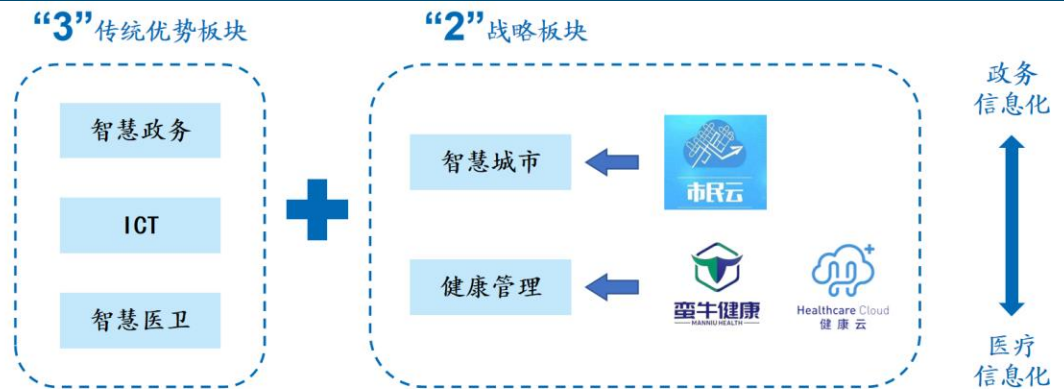 “3”传统优势板块
智慧政务
ICT
智慧医卫
“2”战略板块
智慧城市
市民云
健康管理
蛮牛健康
MANNIU HEALTH
Healthcare Cloud
健康云
政务
信息化
医疗
信息化